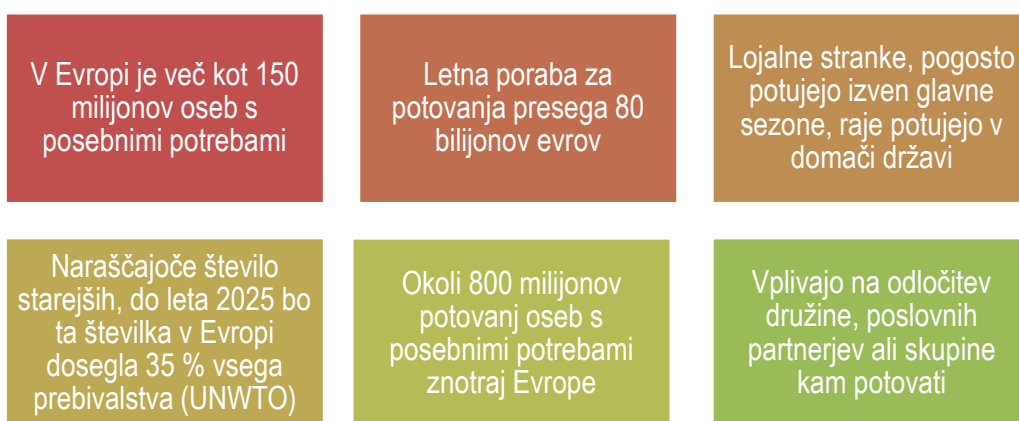 V Evropi je več kot 150
milijonov oseb s
posebnimi potrebami
Letna poraba za
potovanja presega 80
bilijonov evrov
Lojalne stranke, pogosto
potujejo izven glavne
sezone, raje potujejo v
domači državi
Naraščajoče število
starejših, do leta 2025 bo
ta številka v Evropi
dosegla 35 % vsega
prebivalstva (UNWTO)
Okoli 800 milijonov
potovanj oseb s
posebnimi potrebami
znotraj Evrope
Vplivajo na odločitev
družine, poslovnih
partnerjev ali skupine
kam potovati